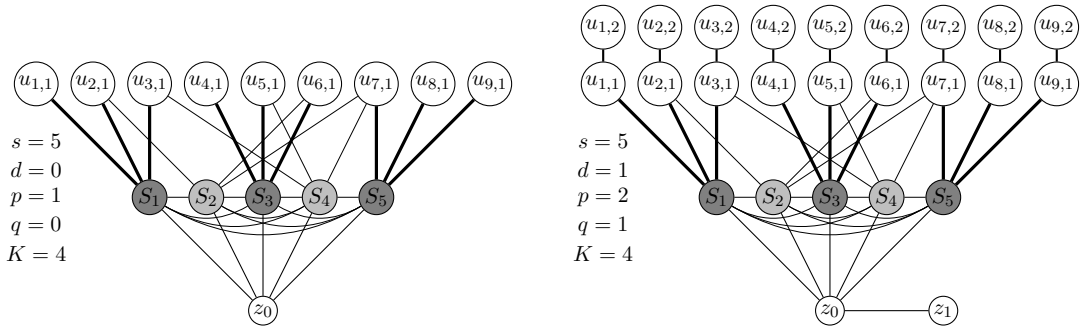 u1,2 u2,2 u3,2 u4,2 u5,2 u6,2 u7,2 u8,2 u9,2
u1,1 u2,1 u3,1 u4,1 u5,1 u6,1 u7,1 u8,1 u9,1
u1,1 u2,1 u3,1 u4,1 u5,1 u6,1 u7,1 u8,1 u9,1
s = 5
d = 0
p = 1
q = 0
K = 4
S1 S2 S3 S4 S5
z0
s = 5
d = 1
p = 2
q = 1
K = 4
S1 S2 S3 S4 S5
z0 z1